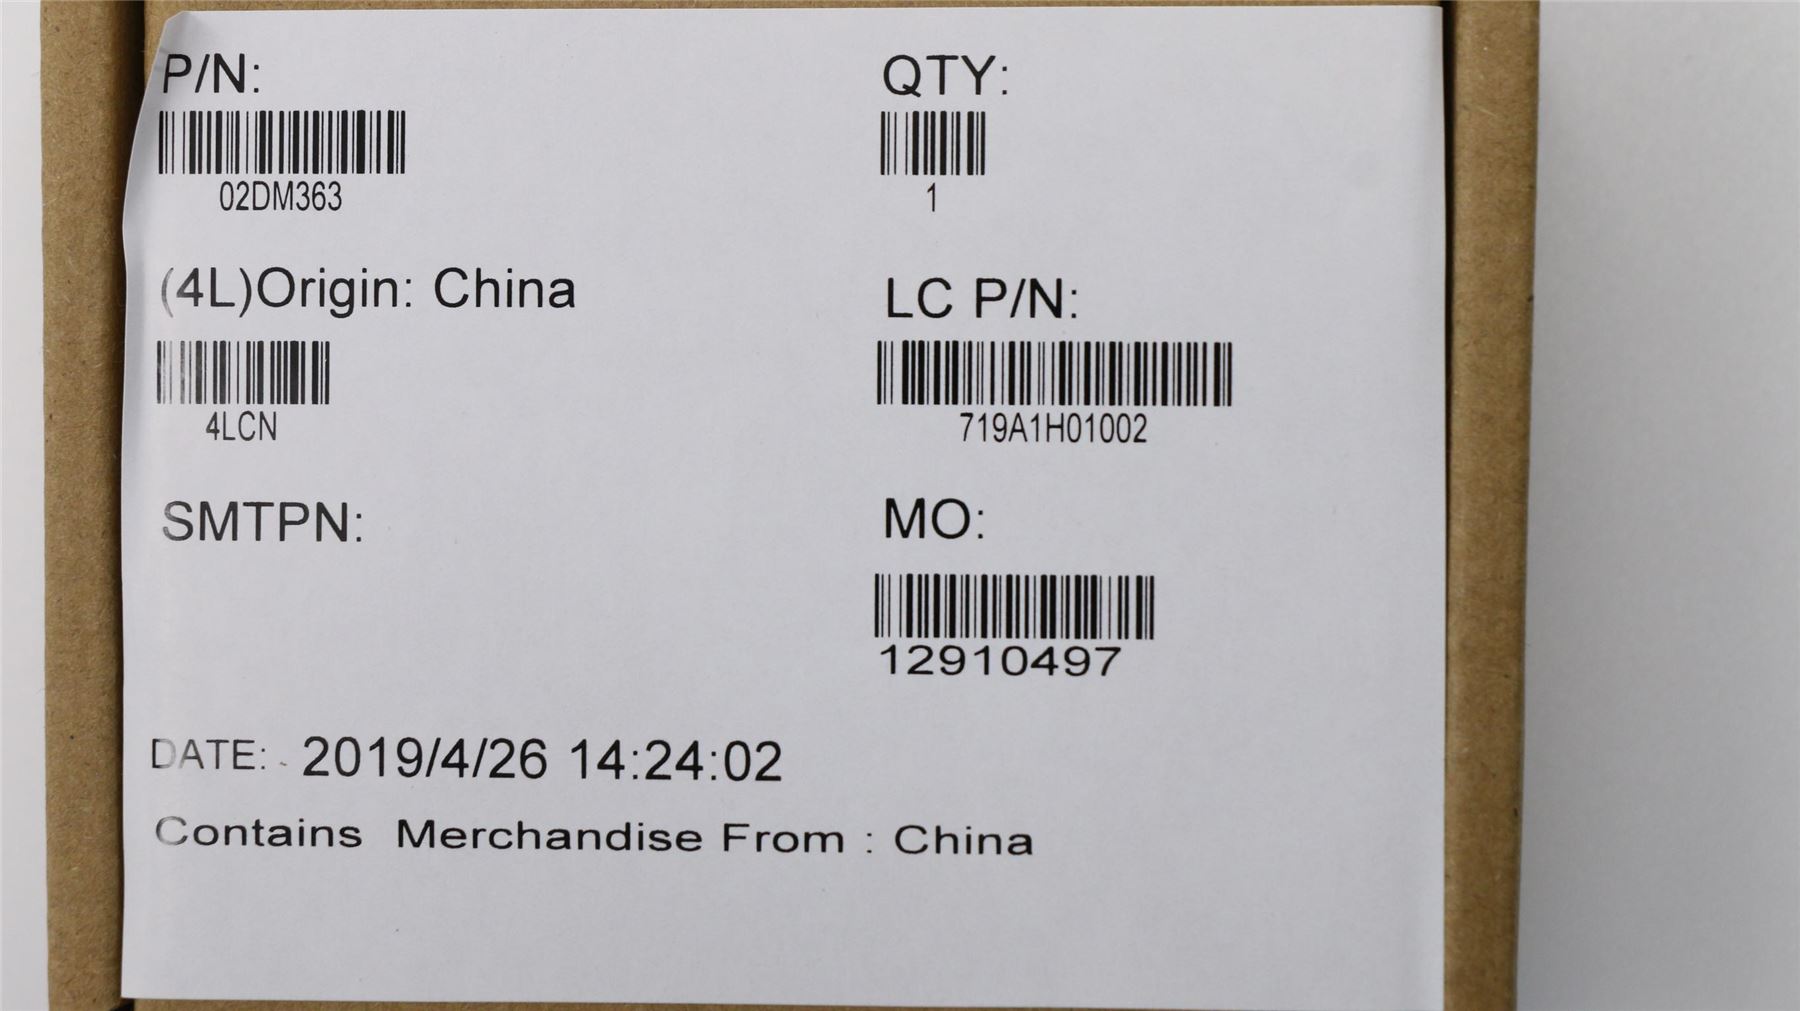 P/N:
QTY:
02DM363
1
(4L)Origin: China
LC P/N:
4LCN
719A1H01002
SMTPN:
MO:
12910497
DATE: 2019/4/26 14:24:02
Contains Merchandise From : China